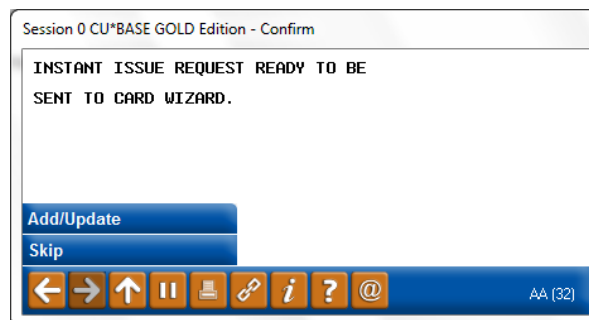 Session 0 CU*BASE GOLD Edition - Confirm
INSTANT ISSUE REQUEST READY TO BE
SENT TO CARD WIZARD.
Add/Update
Skip
AA (32)